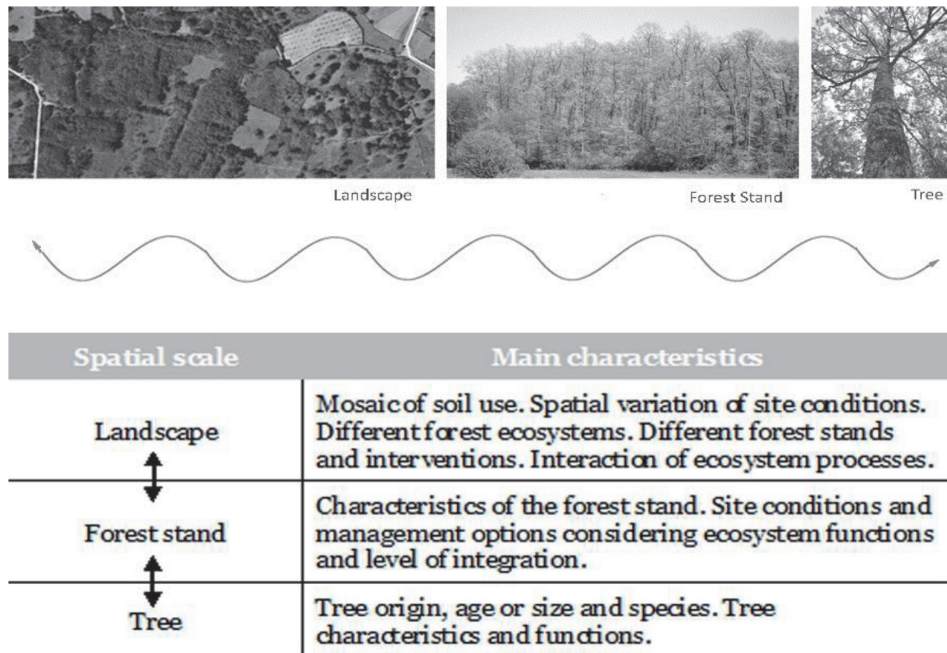 Landscape
Forest Stand
Tree
Spatial scale
Main characteristics
Landscape
Mosaic of soil use. Spatial variation of site conditions.
Different forest ecosystems. Different forest stands
and interventions. Interaction of ecosystem processes.
Forest stand
Characteristics of the forest stand. Site conditions and
management options considering ecosystem functions
and level of integration.
Tree
Tree origin, age or size and species. Tree
characteristics and functions.